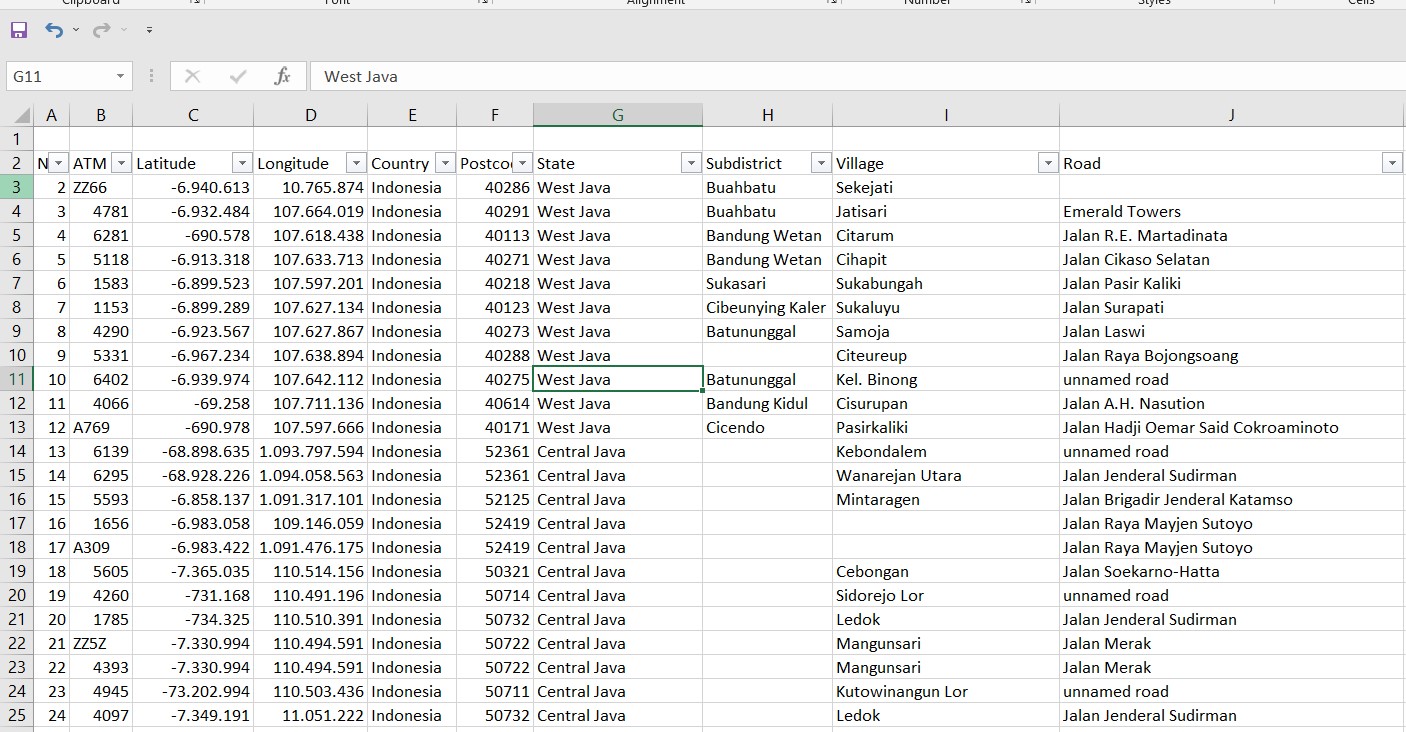 Clipboard Font Alignment Number Styles Cells
G11 fx West Java
A B C D E F G H I J
1
2 N ATM Latitude Longitude Country Postco State Subdistrict Village Road
3 2 ZZ66 -6.940.613 10.765.874 Indonesia 40286 West Java Buahbatu Sekejati
4 3 4781 -6.932.484 107.664.019 Indonesia 40291 West Java Buahbatu Jatisari Emerald Towers
5 4 6281 -690.578 107.618.438 Indonesia 40113 West Java Bandung Wetan Citarum Jalan R.E. Martadinata
6 5 5118 -6.913.318 107.633.713 Indonesia 40271 West Java Bandung Wetan Cihapit Jalan Cikaso Selatan
7 6 1583 -6.899.523 107.597.201 Indonesia 40218 West Java Sukasari Sukabungah Jalan Pasir Kaliki
8 7 1153 -6.899.289 107.627.134 Indonesia 40123 West Java Cibeunying Kaler Sukaluyu Jalan Surapati
9 8 4290 -6.923.567 107.627.867 Indonesia 40273 West Java Batununggal Samoja Jalan Laswi
10 9 5331 -6.967.234 107.638.894 Indonesia 40288 West Java Citeureup Jalan Raya Bojongsoang
11 10 6402 -6.939.974 107.642.112 Indonesia 40275 West Java Batununggal Kel. Binong unnamed road
12 11 4066 -69.258 107.711.136 Indonesia 40614 West Java Bandung Kidul Cisurupan Jalan A.H. Nasution
13 12 A769 -690.978 107.597.666 Indonesia 40171 West Java Cicendo Pasirkaliki Jalan Hadji Oemar Said Cokroaminoto
14 13 6139 -68.898.635 1.093.797.594 Indonesia 52361 Central Java Kebondalem unnamed road
15 14 6295 -68.928.226 1.094.058.563 Indonesia 52361 Central Java Wanarejan Utara Jalan Jenderal Sudirman
16 15 5593 -6.858.137 1.091.317.101 Indonesia 52125 Central Java Mintaragen Jalan Brigadir Jenderal Katamso
17 16 1656 -6.983.058 109.146.059 Indonesia 52419 Central Java Jalan Raya Mayjen Sutoyo
18 17 A309 -6.983.422 1.091.476.175 Indonesia 52419 Central Java Jalan Raya Mayjen Sutoyo
19 18 5605 -7.365.035 110.514.156 Indonesia 50321 Central Java Cebongan Jalan Soekarno-Hatta
20 19 4260 -731.168 110.491.196 Indonesia 50714 Central Java Sidorejo Lor unnamed road
21 20 1785 -734.325 110.510.391 Indonesia 50732 Central Java Ledok Jalan Jenderal Sudirman
22 21 ZZ5Z -7.330.994 110.494.591 Indonesia 50722 Central Java Mangunsari Jalan Merak
23 22 4393 -7.330.994 110.494.591 Indonesia 50722 Central Java Mangunsari Jalan Merak
24 23 4945 -73.202.994 110.503.436 Indonesia 50711 Central Java Kutowinangun Lor unnamed road
25 24 4097 -7.349.191 11.051.222 Indonesia 50732 Central Java Ledok Jalan Jenderal Sudirman